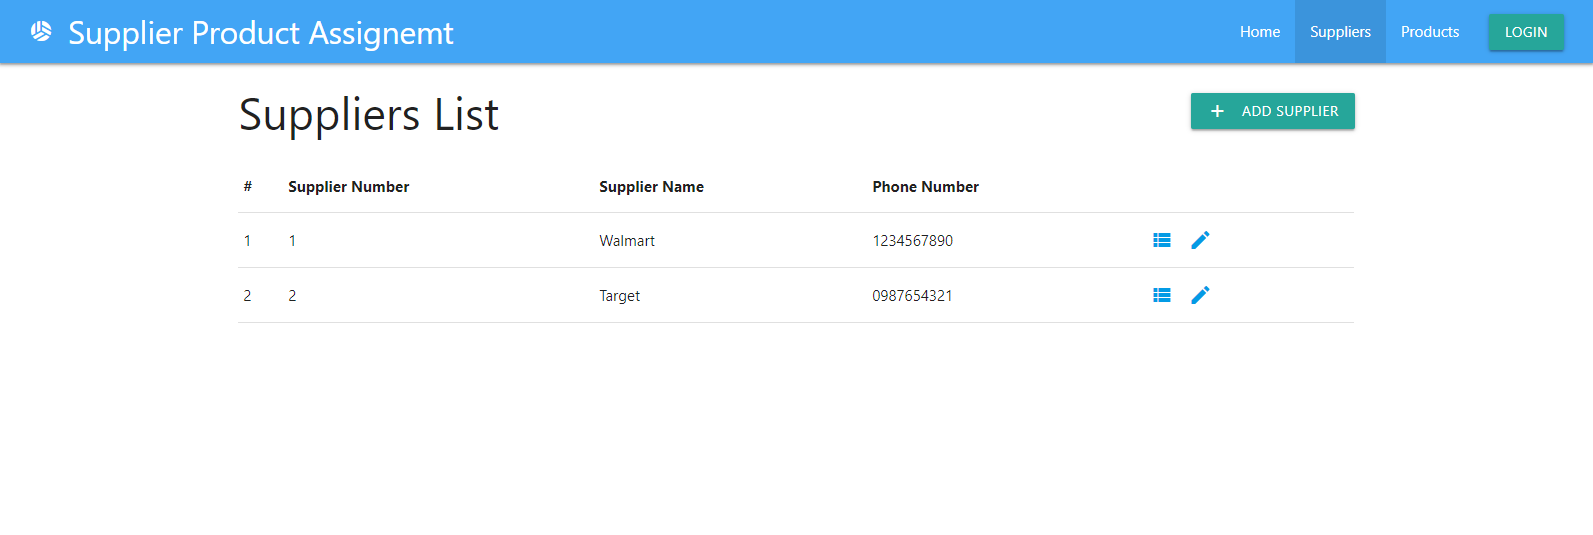 Supplier Product Assignemt
Home Suppliers Products LOGIN
Suppliers List
+ ADD SUPPLIER
# Supplier Number Supplier Name Phone Number
1 1 Walmart 1234567890
2 2 Target 0987654321